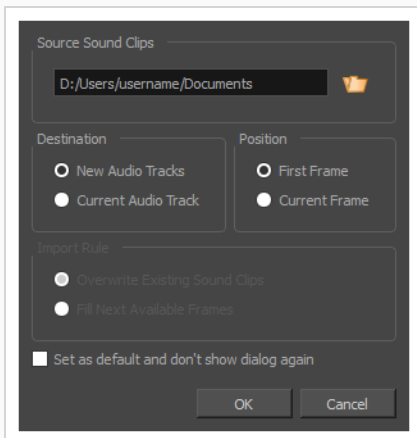 Source Sound Clips
D:/Users/username/Documents
Destination
Position
New Audio Tracks
First Frame
Current Audio Track
Current Frame
Import Rule
Overwrite Existing Sound Clips
Fill Next Available Frames
Set as default and don't show dialog again
OK
Cancel